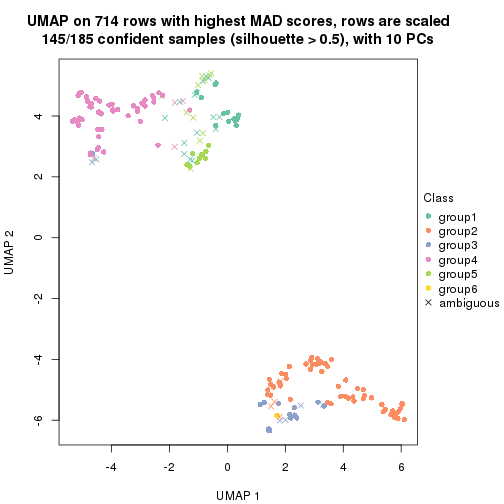 UMAP on 714 rows with highest MAD scores, rows are scaled
145/185 confident samples (silhouette > 0.5), with 10 PCs
4
2
0
-2
-4
-6
UMAP 2
-4
-2
0
2
4
6
UMAP 1
Class
group1
group2
group3
group4
group5
group6
ambiguous